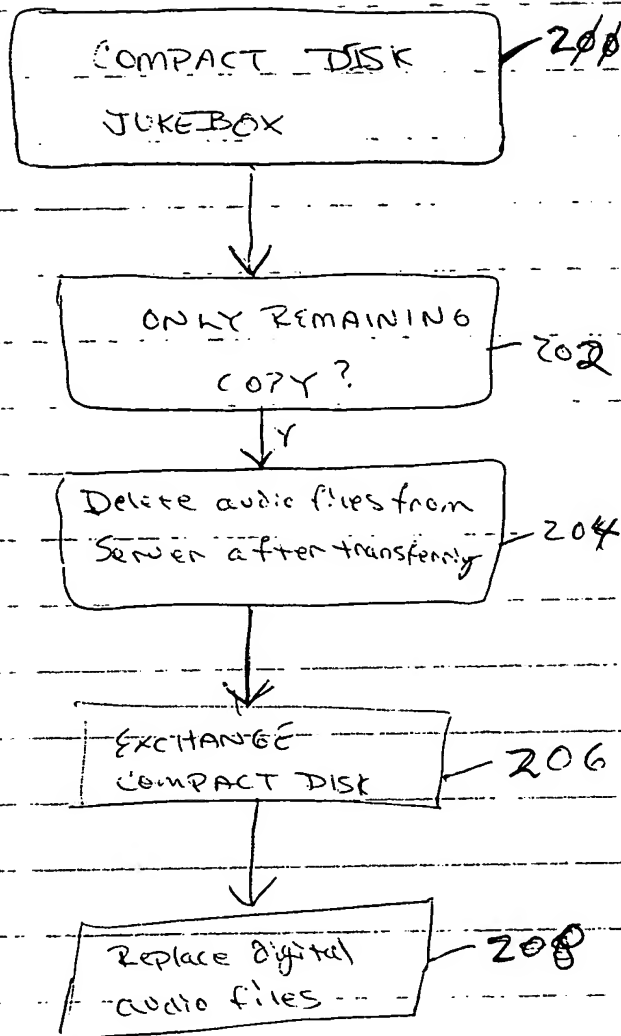 COMPACT DISK
JUKEBOX
200
ONLY REMAINING
COPY?
202
Y
Delete audio files from
Server after transferring
204
EXCHANGE
COMPACT DISK
206
Replace digital
audio files
208